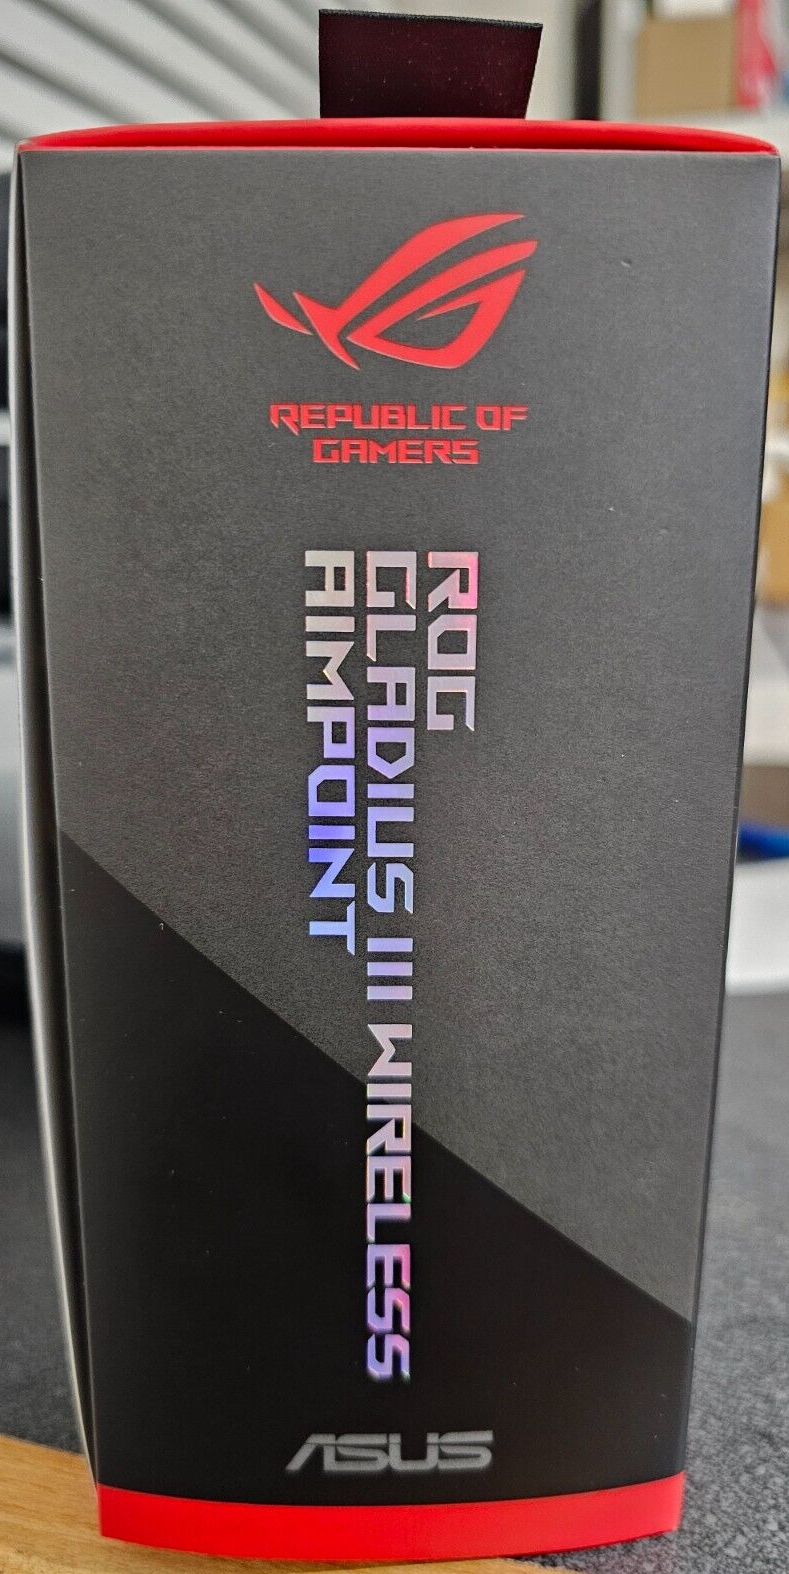 REPUBLIC OF
GAMERS
ROG
GLADIUS III WIRELESS
AIMPOINT
ASUS